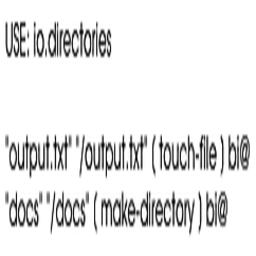 USE: io.directories
"output.txt" "/output.txt" ( touch-file ) bi@
"docs" "/docs" ( make-directory ) bi@